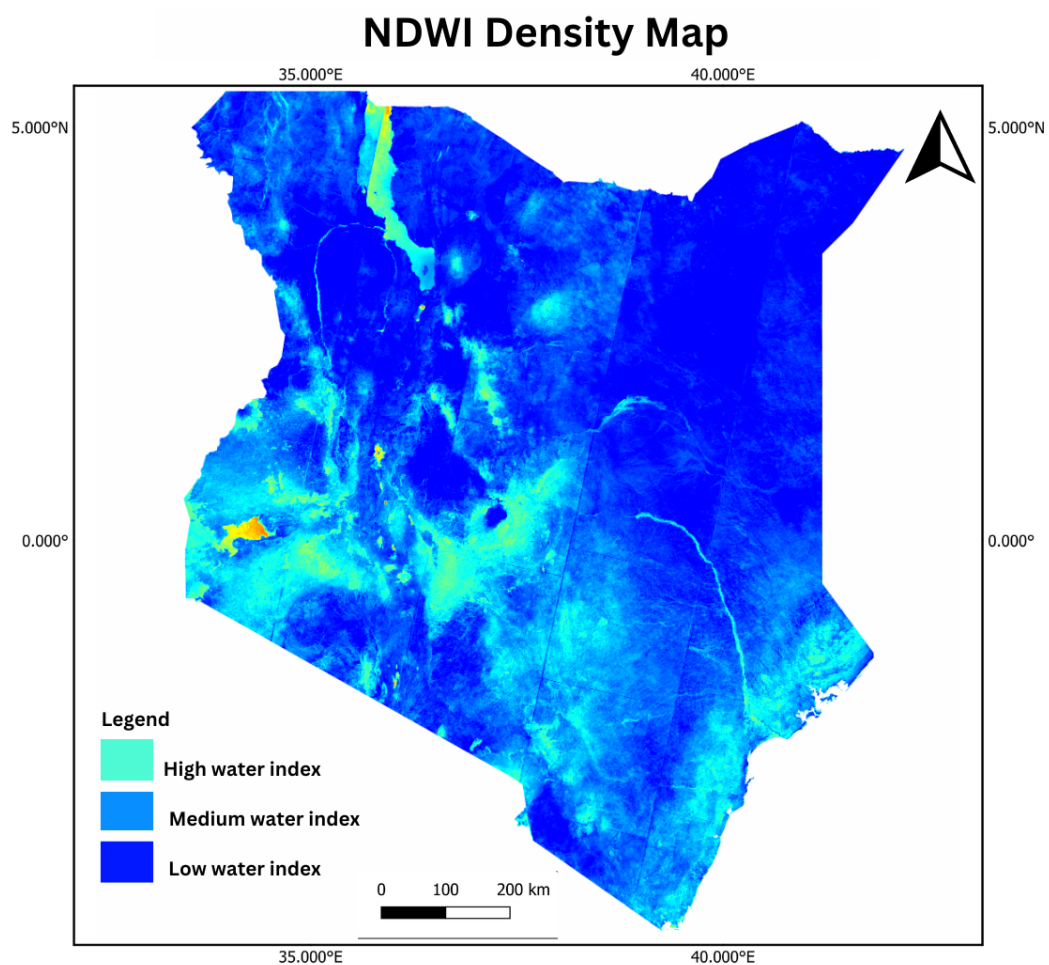 NDWI Density Map
35.000°E 40.000°E
5.000°N 5.000°N
0.000° 0.000°
Legend
High water index
Medium water index
Low water index
0 100 200 km
35.000°E 40.000°E